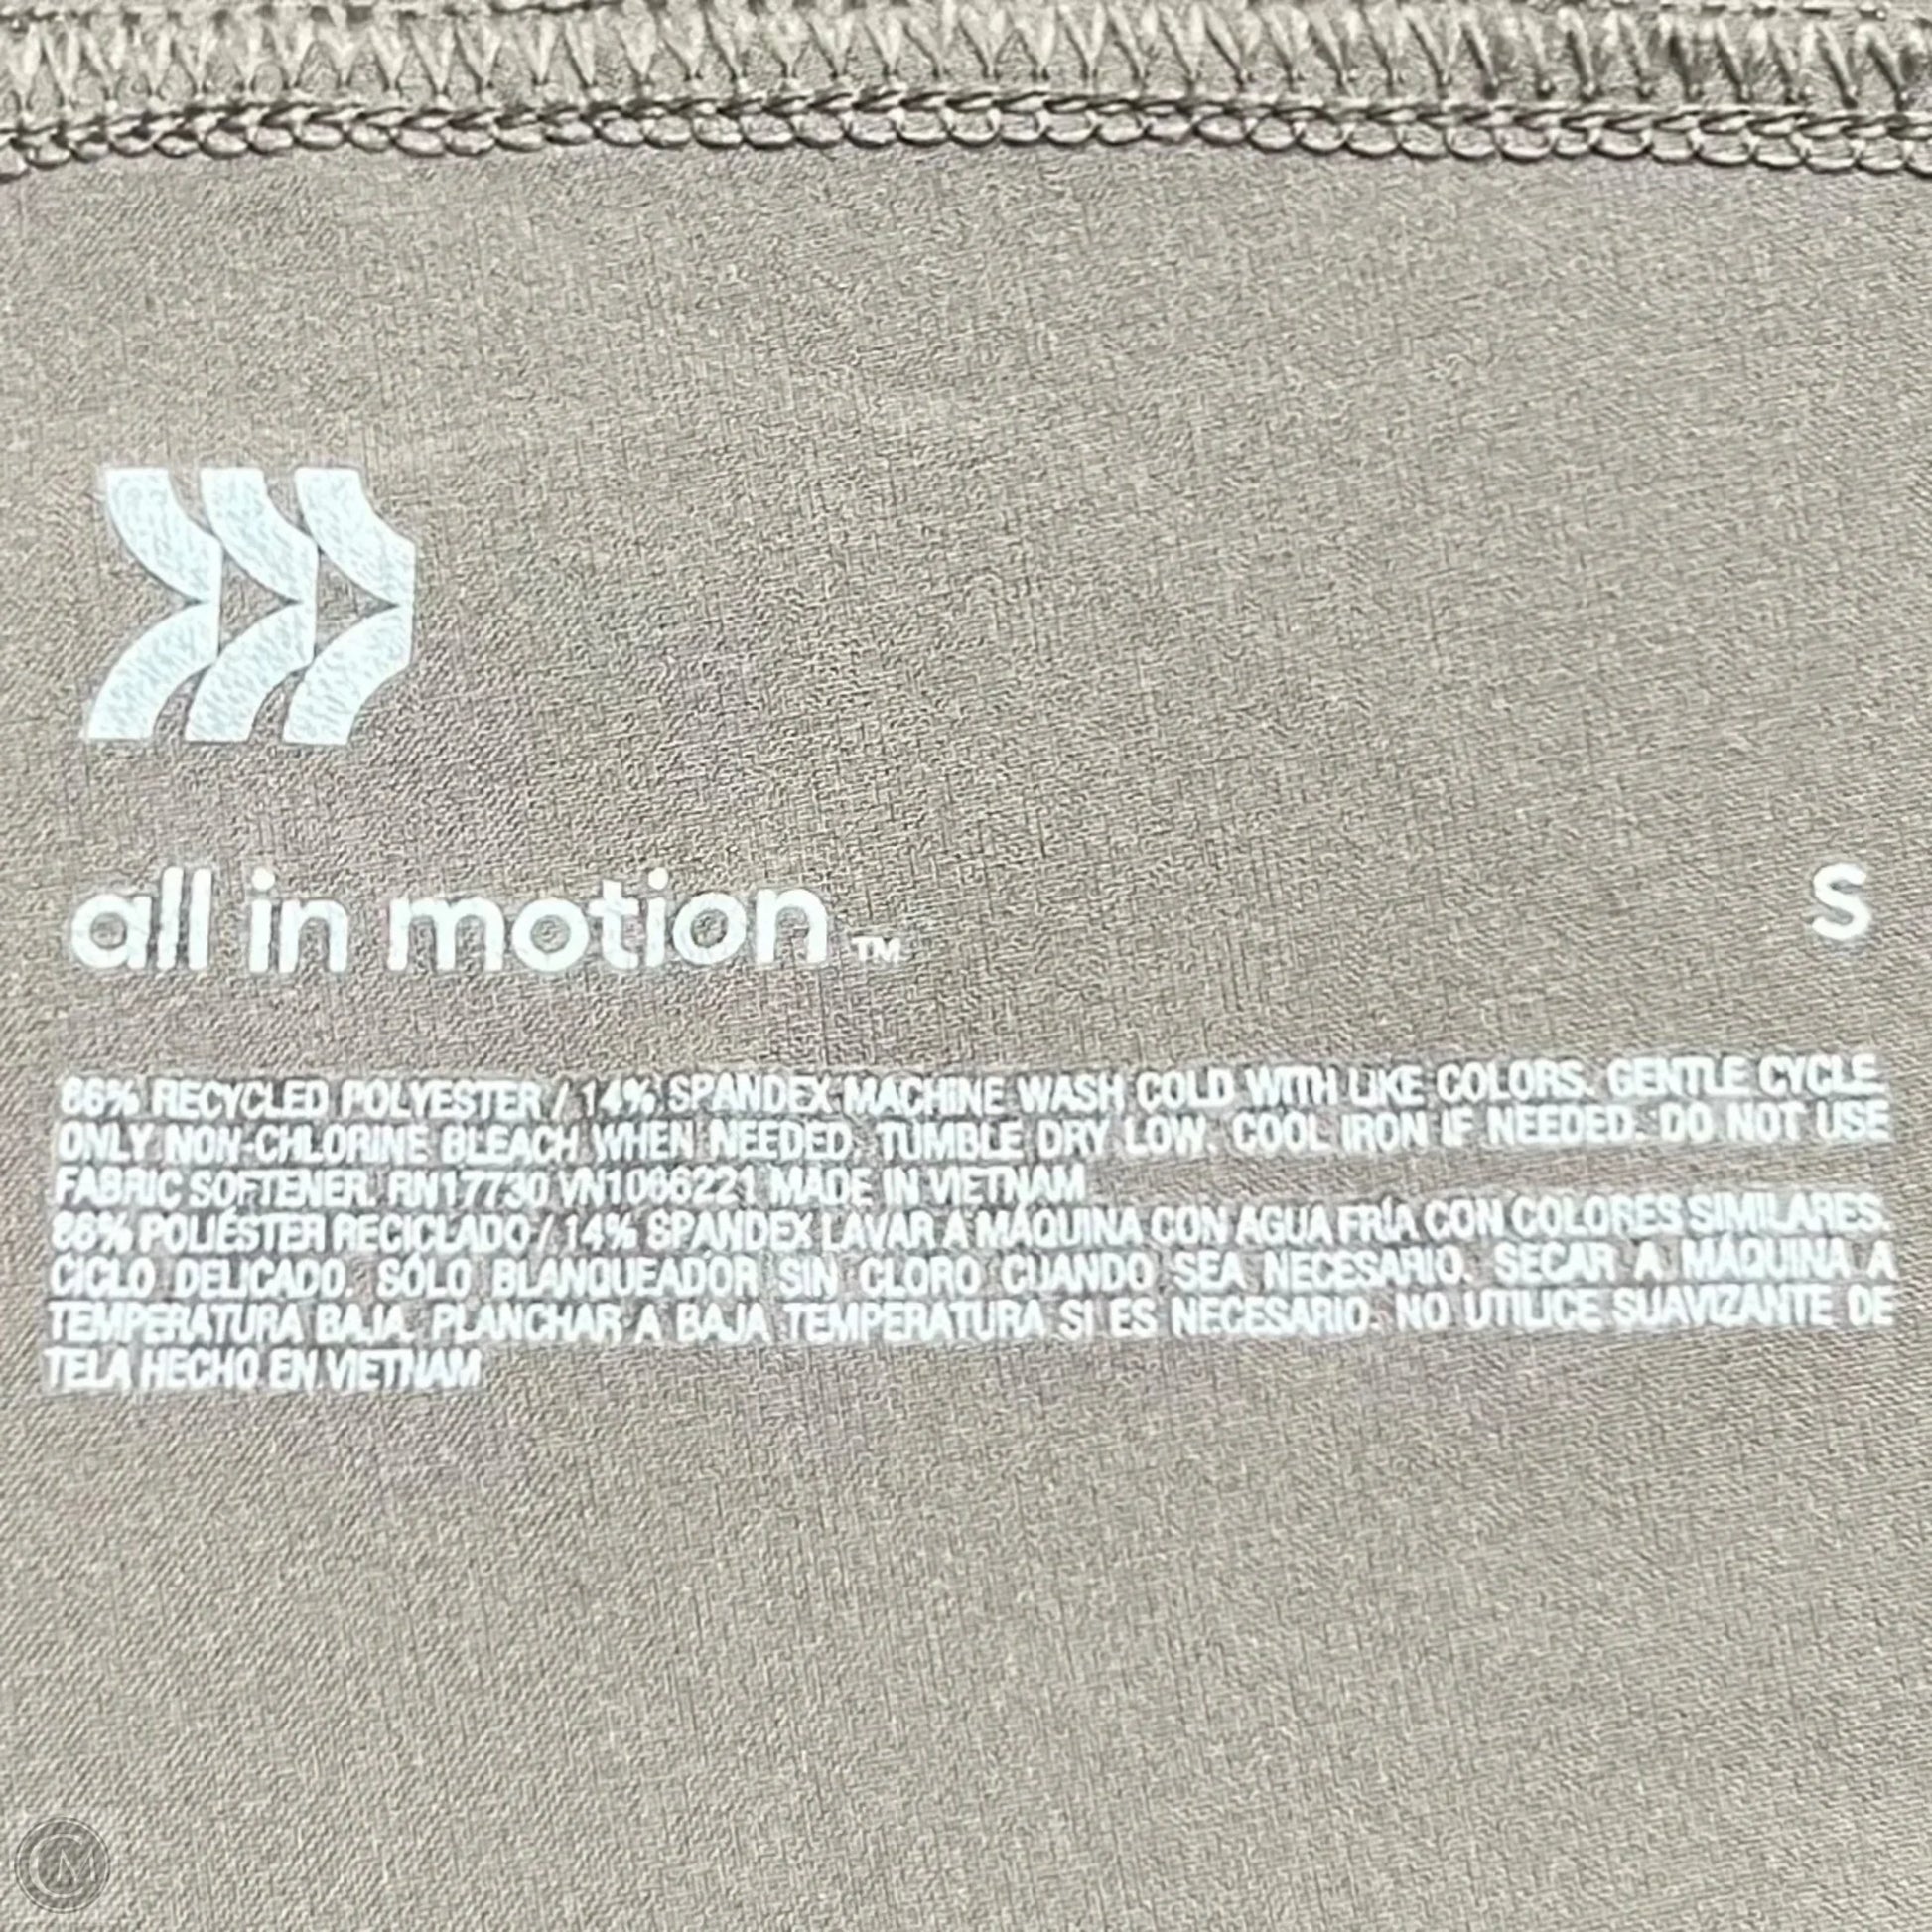 all in motion™ S
86% RECYCLED POLYESTER / 14% SPANDEX MACHINE WASH COLD WITH LIKE COLORS. GENTLE CYCLE.
ONLY NON-CHLORINE BLEACH WHEN NEEDED. TUMBLE DRY LOW. COOL IRON IF NEEDED. DO NOT USE
FABRIC SOFTENER. RN17730 VN1066221 MADE IN VIETNAM
86% POLIÉSTER RECICLADO / 14% SPANDEX LAVAR A MÁQUINA CON AGUA FRÍA CON COLORES SIMILARES.
CICLO DELICADO. SÓLO BLANQUEADOR SIN CLORO CUANDO SEA NECESARIO. SECAR A MÁQUINA A
TEMPERATURA BAJA. PLANCHAR A BAJA TEMPERATURA SI ES NECESARIO. NO UTILICE SUAVIZANTE DE
TELA HECHO EN VIETNAM
CM